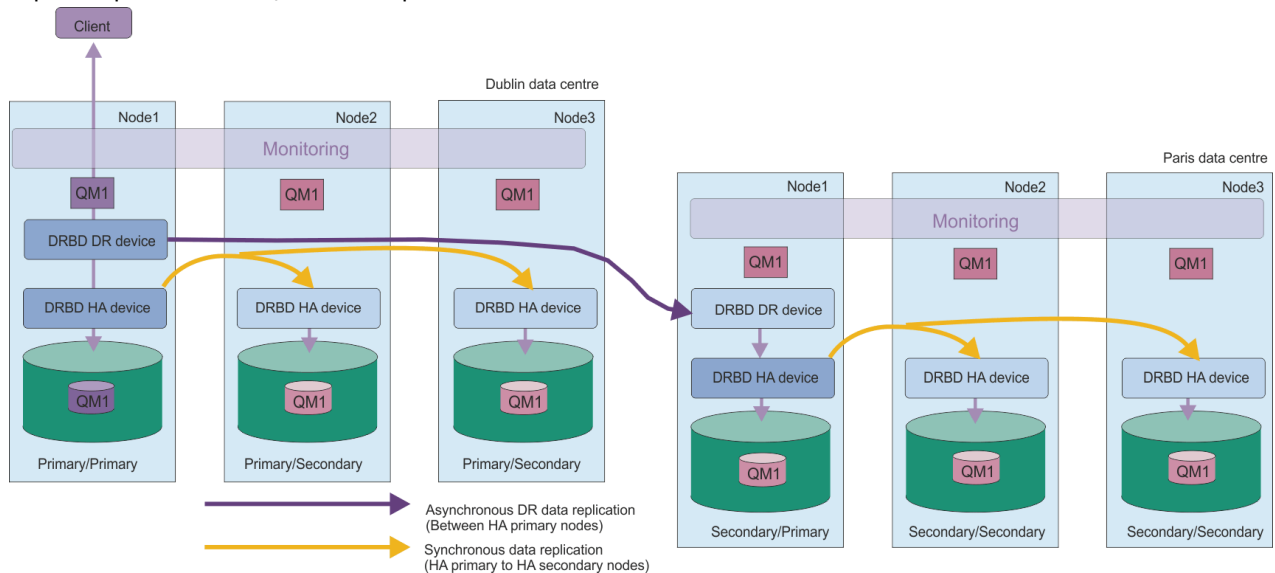 Client
Dublin data centre
Node1
Node2
Node3
Monitoring
QM1
QM1
QM1
DRBD DR device
DRBD HA device
DRBD HA device
DRBD HA device
QM1
QM1
QM1
Primary/Primary
Primary/Secondary
Primary/Secondary
Paris data centre
Node1
Node2
Node3
Monitoring
QM1
QM1
QM1
DRBD DR device
DRBD HA device
DRBD HA device
DRBD HA device
QM1
QM1
QM1
Secondary/Primary
Secondary/Secondary
Secondary/Secondary
Asynchronous DR data replication
(Between HA primary nodes)
Synchronous data replication
(HA primary to HA secondary nodes)